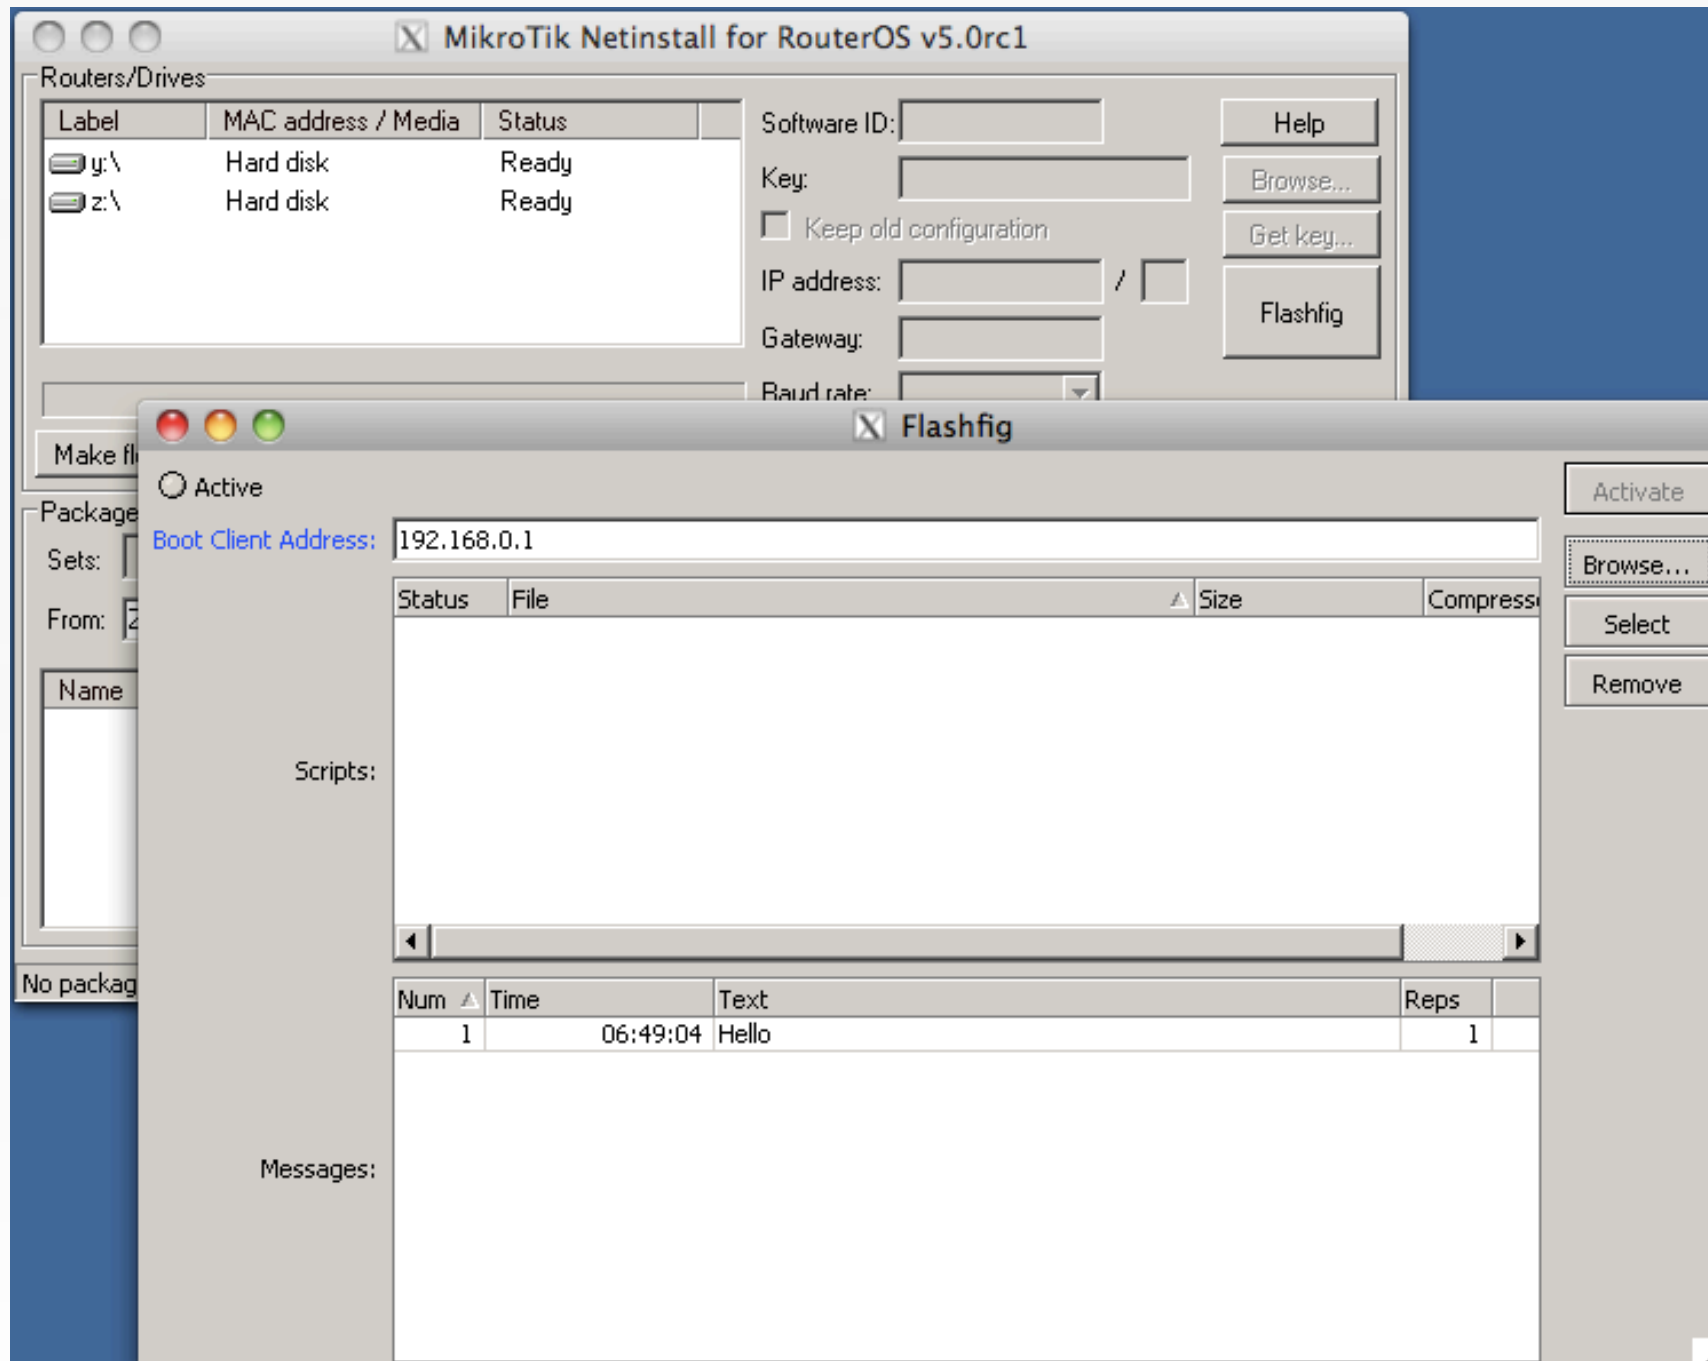 MikroTik Netinstall for RouterOS v5.0rc1
Routers/Drives
Label MAC address / Media Status
y:\ Hard disk Ready
z:\ Hard disk Ready
Software ID:
Key:
Keep old configuration
IP address: /
Gateway:
Baud rate:
Help
Browse...
Get key...
Flashfig
Make fl
Package
Sets:
From:
Name
No packag
Flashfig
Active
Boot Client Address: 192.168.0.1
Status File Size Compress
Scripts:
Num Time Text Reps
1 06:49:04 Hello 1
Messages:
Activate
Browse...
Select
Remove